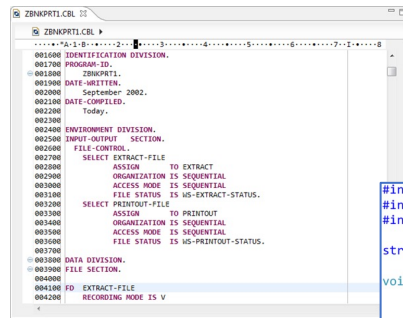 ZBNKPRT1.CBL
ZBNKPRT1.CBL
····+·*A·1·B··+····2····+····3····+····4····+····5····+····6····+····7··I·+····8
001600 IDENTIFICATION DIVISION.
001700 PROGRAM-ID.
001800 ZBNKPRT1.
001900 DATE-WRITTEN.
002000 September 2002.
002100 DATE-COMPILED.
002200 Today.
002300
002400 ENVIRONMENT DIVISION.
002500 INPUT-OUTPUT SECTION.
002600 FILE-CONTROL.
002700 SELECT EXTRACT-FILE
002800 ASSIGN TO EXTRACT
002900 ORGANIZATION IS SEQUENTIAL
003000 ACCESS MODE IS SEQUENTIAL
003100 FILE STATUS IS WS-EXTRACT-STATUS.
003200 SELECT PRINTOUT-FILE
003300 ASSIGN TO PRINTOUT
003400 ORGANIZATION IS SEQUENTIAL
003500 ACCESS MODE IS SEQUENTIAL
003600 FILE STATUS IS WS-PRINTOUT-STATUS.
003700
003800 DATA DIVISION.
003900 FILE SECTION.
004000
004100 FD EXTRACT-FILE
004200 RECORDING MODE IS V
#in
#in
#in
str
voi